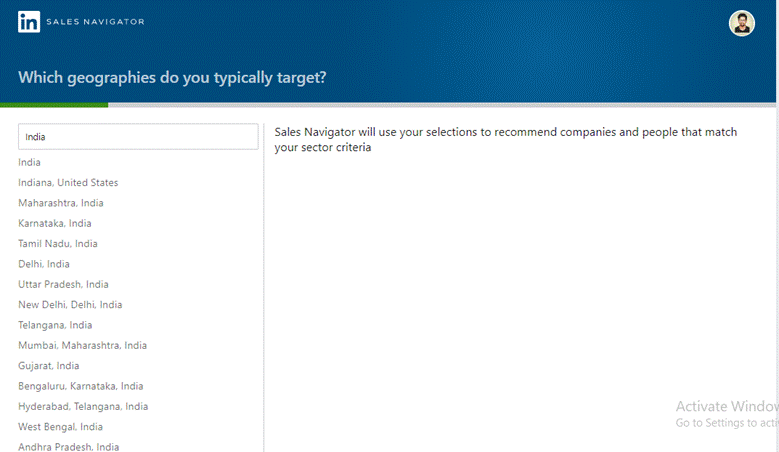 in SALES NAVIGATOR
Which geographies do you typically target?
India
Sales Navigator will use your selections to recommend companies and people that match
your sector criteria
India
Indiana, United States
Maharashtra, India
Karnataka, India
Tamil Nadu, India
Delhi, India
Uttar Pradesh, India
New Delhi, Delhi, India
Telangana, India
Mumbai, Maharashtra, India
Gujarat, India
Bengaluru, Karnataka, India
Hyderabad, Telangana, India
West Bengal, India
Andhra Pradesh, India
Activate Window
Go to Settings to acti